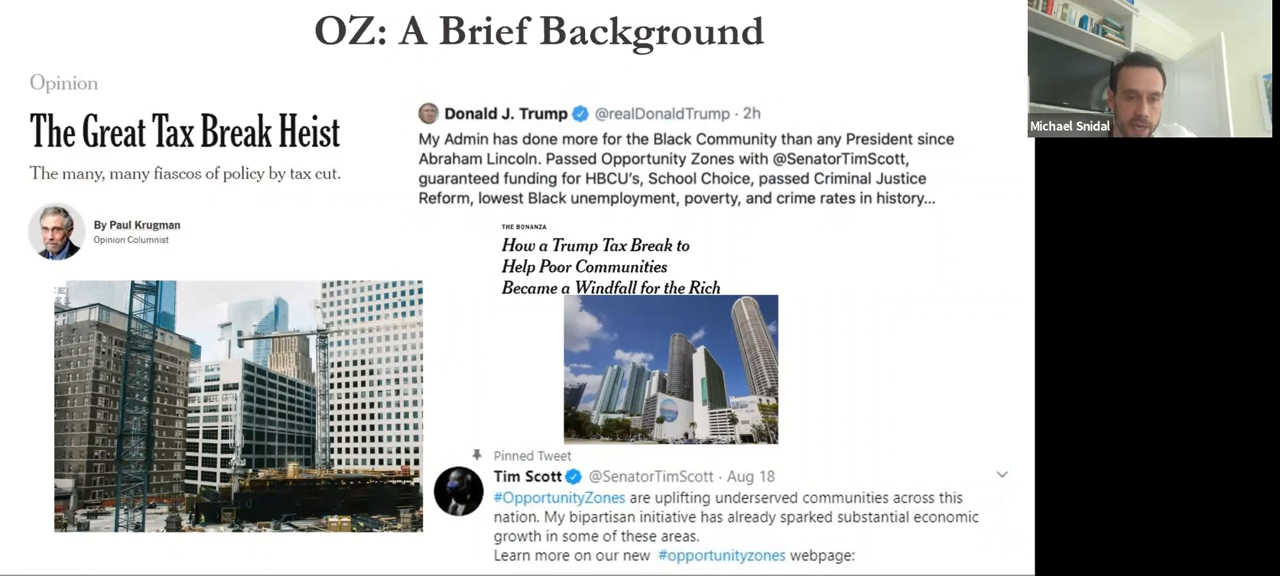 OZ: A Brief Background
Opinion
The Great Tax Break Heist
The many, many fiascos of policy by tax cut.
By Paul Krugman
Opinion Columnist
Donald J. Trump @realDonaldTrump · 2h
My Admin has done more for the Black Community than any President since
Abraham Lincoln. Passed Opportunity Zones with @SenatorTimScott,
guaranteed funding for HBCU's, School Choice, passed Criminal Justice
Reform, lowest Black unemployment, poverty, and crime rates in history...
THE BONANZA
How a Trump Tax Break to
Help Poor Communities
Became a Windfall for the Rich
Pinned Tweet
Tim Scott @SenatorTimScott · Aug 18
#OpportunityZones are uplifting underserved communities across this
nation. My bipartisan initiative has already sparked substantial economic
growth in some of these areas.
Learn more on our new #opportunityzones webpage:
Michael Snidal